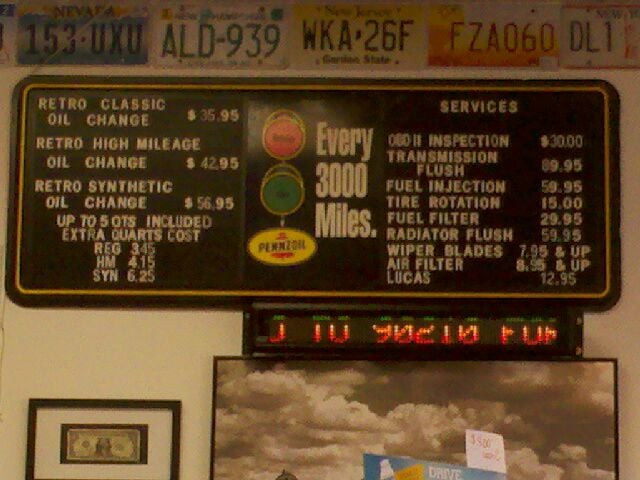 NEVADA
153·UXU
ALD-939
New Jersey
WKA·26F
Garden State
FZA060
DL1
RETRO CLASSIC
OIL CHANGE $35.95
RETRO HIGH MILEAGE
OIL CHANGE $42.95
RETRO SYNTHETIC
OIL CHANGE $56.95
UP TO 5 QTS INCLUDED
EXTRA QUARTS COST
REG 3.45
HM 4.15
SYN 6.25
Every
3000
Miles.
PENNZOIL
SERVICES
OBD II INSPECTION $30.00
TRANSMISSION
FLUSH 89.95
FUEL INJECTION 59.95
TIRE ROTATION 15.00
FUEL FILTER 29.95
RADIATOR FLUSH 59.95
WIPER BLADES 7.95 & UP
AIR FILTER 8.95 & UP
LUCAS 12.95
DRIVE